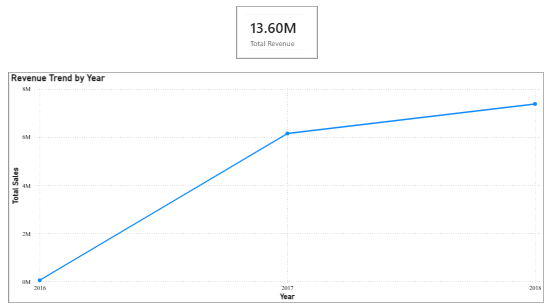 13.60M
Total Revenue
Revenue Trend by Year
8M
6M
4M
2M
0M
Total Sales
2016
2017
2018
Year